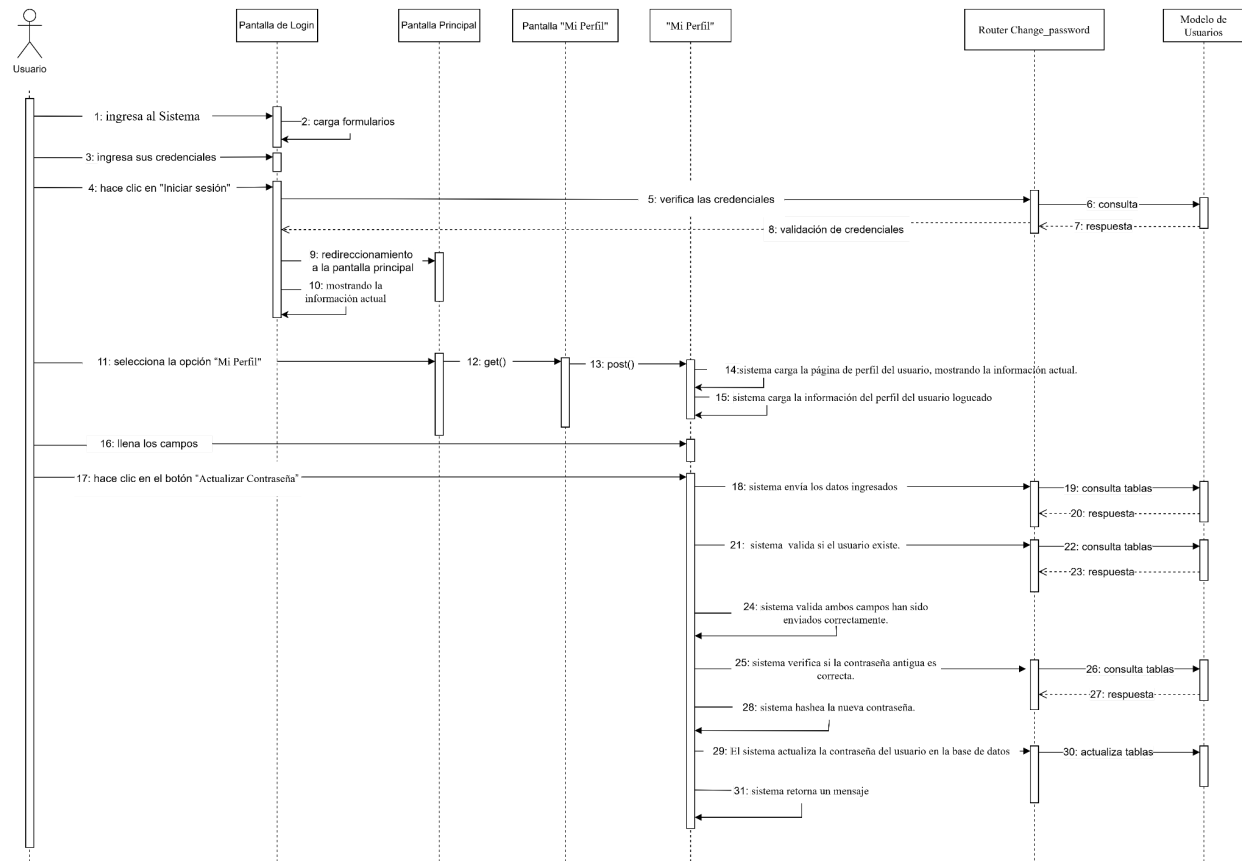 Pantalla de Login
Pantalla Principal
Pantalla "Mi Perfil"
"Mi Perfil"
Router Change_password
Modelo de
Usuarios
Usuario
1: ingresa al Sistema
2: carga formularios
3: ingresa sus credenciales
4: hace clic en "Iniciar sesión"
5: verifica las credenciales
6: consulta
7: respuesta
8: validación de credenciales
9: redireccionamiento
a la pantalla principal
10: mostrando la
información actual
11: selecciona la opción "Mi Perfil"
12: get()
13: post()
14:sistema carga la página de perfil del usuario, mostrando la información actual.
15: sistema carga la información del perfil del usuario logueado
16: llena los campos
17: hace clic en el botón "Actualizar Contraseña"
18: sistema envía los datos ingresados
19: consulta tablas
20: respuesta
21: sistema valida si el usuario existe.
22: consulta tablas
23: respuesta
24: sistema valida ambos campos han sido
enviados correctamente.
25: sistema verifica si la contraseña antigua es
correcta.
26: consulta tablas
27: respuesta
28: sistema hashea la nueva contraseña.
29: El sistema actualiza la contraseña del usuario en la base de datos
30: actualiza tablas
31: sistema retorna un mensaje